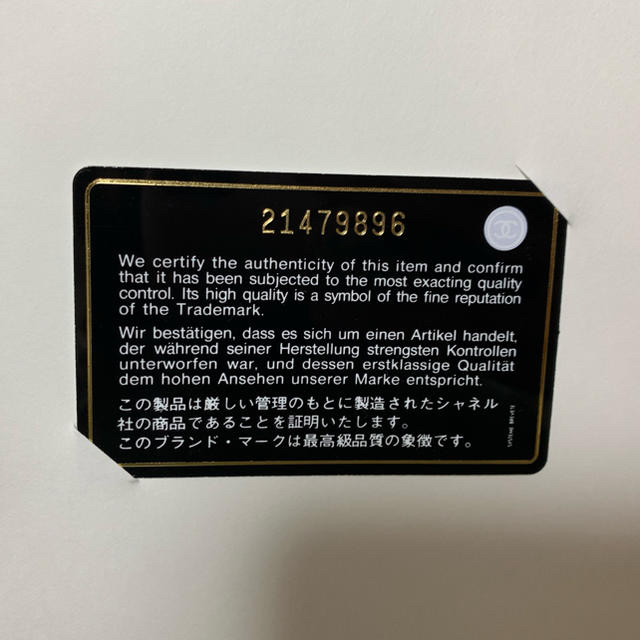 21479896
We certify the authenticity of this item and confirm
that it has been subjected to the most exacting quality
control. Its high quality is a symbol of the fine reputation
of the Trademark.
Wir bestätigen, dass es sich um einen Artikel handelt,
der während seiner Herstellung strengsten Kontrollen
unterworfen war, und dessen erstklassige Qualität
dem hohen Ansehen unserer Marke entspricht.
この製品は厳しい管理のもとに製造されたシャネル
社の商品であることを証明いたします。
このブランド・マークは最高級品質の象徴です。
SYSTEME BREVETE